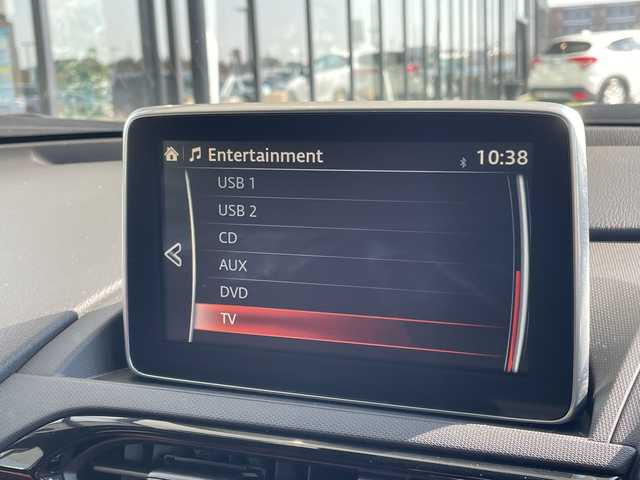 Entertainment 10:38
USB 1
USB 2
CD
AUX
DVD
TV